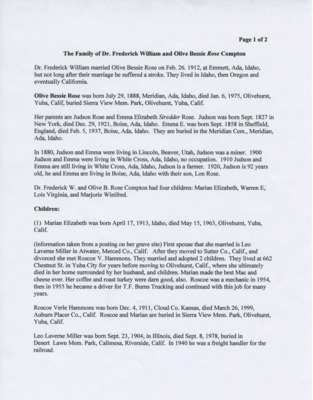 Page 1 of 2
The Family of Dr. Frederick William and Olive Bessie Rose Compton
Dr. Frederick William married Olive Bessie Rose on Feb. 26. 1912, at Emmett, Ada, Idaho,
but not long after their marriage he suffered a stroke. They lived in Idaho, then Oregon and
eventually California.
Olive Bessie Rose was born July 29, 1888, Meridian, Ada, Idaho, died Jan. 6, 1975, Olivehurst,
Yuba, Calif, buried Sierra View Mem. Park, Olivehurst, Yuba, Calif.
Her parents are Judson Rose and Emma Elizabeth Stredder Rose. Judson was born Sept. 1827 in
New York, died Dec. 29, 1921, Boise, Ada, Idaho. Emma E. was born Sept. 1858 in Sheffield,
England, died Feb. 5, 1937, Boise, Ada, Idaho. They are buried in the Meridian Cem., Meridian,
Ada, Idaho.
In 1880, Judson and Emma were living in Lincoln, Beaver, Utah, Judson was a miner. 1900
Judson and Emma were living in White Cross, Ada, Idaho, no occupation. 1910 Judson and
Emma are still living in White Cross, Ada, Idaho, Judson is a farmer. 1920, Judson is 92 years
old, he and Emma are living in Boise, Ada, Idaho with their son, Lon Rose.
Dr. Frederick W. and Olive B. Rose Compton had four children: Marian Elizabeth, Warren E,
Lois Virginia, and Marjorie Winifred.
Children:
(1) Marian Elizabeth was born April 17, 1913, Idaho, died May 15, 1963, Olivehurst, Yuba,
Calif.
(information taken from a posting on her grave site) First spouse that she married is Leo
Laverne Miller in Atwater, Merced Co., Calif. After they moved to Sutter Co., Calif., and
divorced she met Roscoe V. Hammons. They married and adopted 2 children. They lived at 662
Chestnut St. in Yuba City for years before moving to Olivehurst, Calif., where she ultimately
died in her home surrounded by her husband, and children. Marian made the best Mac and
cheese ever. Her coffee and roast turkey were darn good, also. Roscoe was a mechanic in 1954,
then in 1955 he became a driver for T.F. Burns Trucking and continued with this job for many
years.
Roscoe Verle Hammons was born Dec. 4, 1911, Cloud Co. Kansas, died March 26, 1999,
Auburn Placer Co., Calif. Roscoe and Marian are buried in Sierra View Mem. Park, Olivehurst,
Yuba, Calif.
Leo Laverne Miller was born Sept. 23, 1904, in Illinois, died Sept. 8, 1978, buried in
Desert Lawn Mem. Park, Calimesa, Riverside, Calif. In 1940 he was a freight handler for the
railroad.